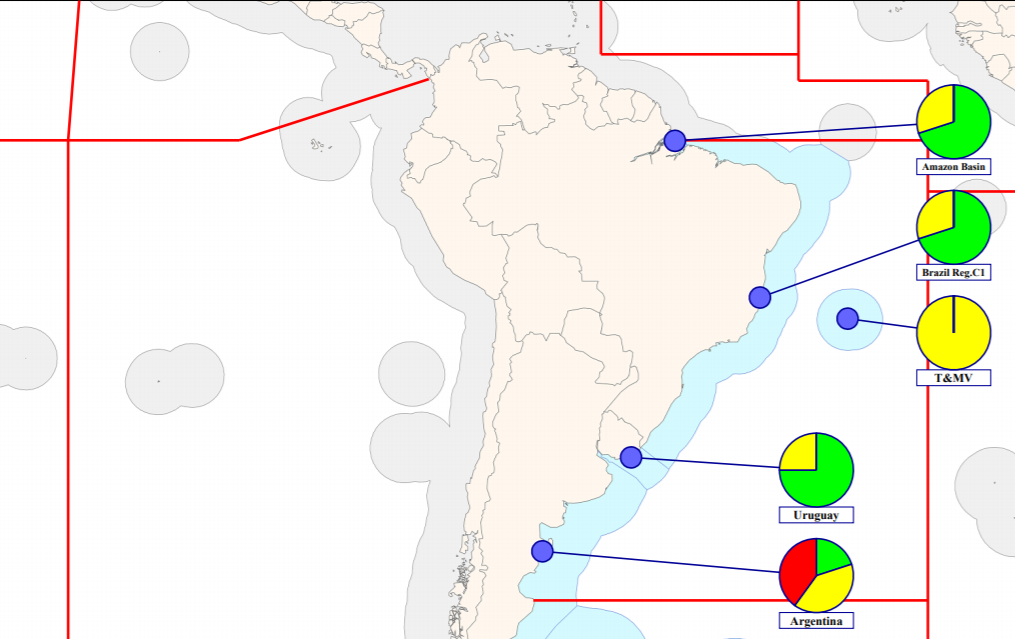 Amazon Basin
Brazil Reg.C1
T&MV
Uruguay
Argentina